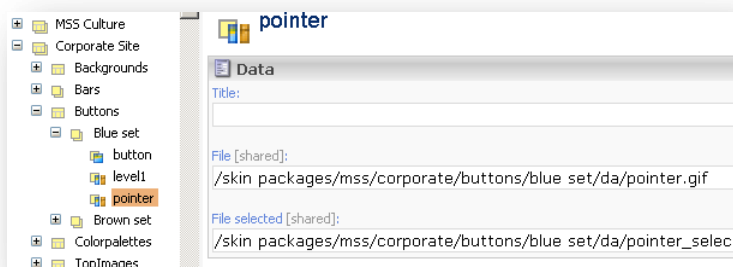 MSS Culture
Corporate Site
Backgrounds
Bars
Buttons
Blue set
button
level1
pointer
Brown set
Colorpalettes
TopImages
pointer
Data
Title:
File [shared]:
/skin packages/mss/corporate/buttons/blue set/da/pointer.gif
File selected [shared]:
/skin packages/mss/corporate/buttons/blue set/da/pointer_selec